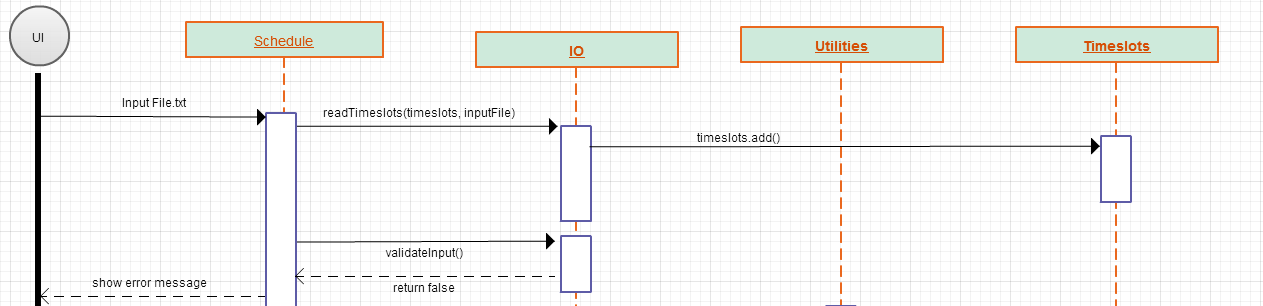 UI
Schedule
IO
Utilities
Timeslots
Input File.txt
readTimeslots(timeslots, inputFile)
timeslots.add()
validateInput()
return false
show error message